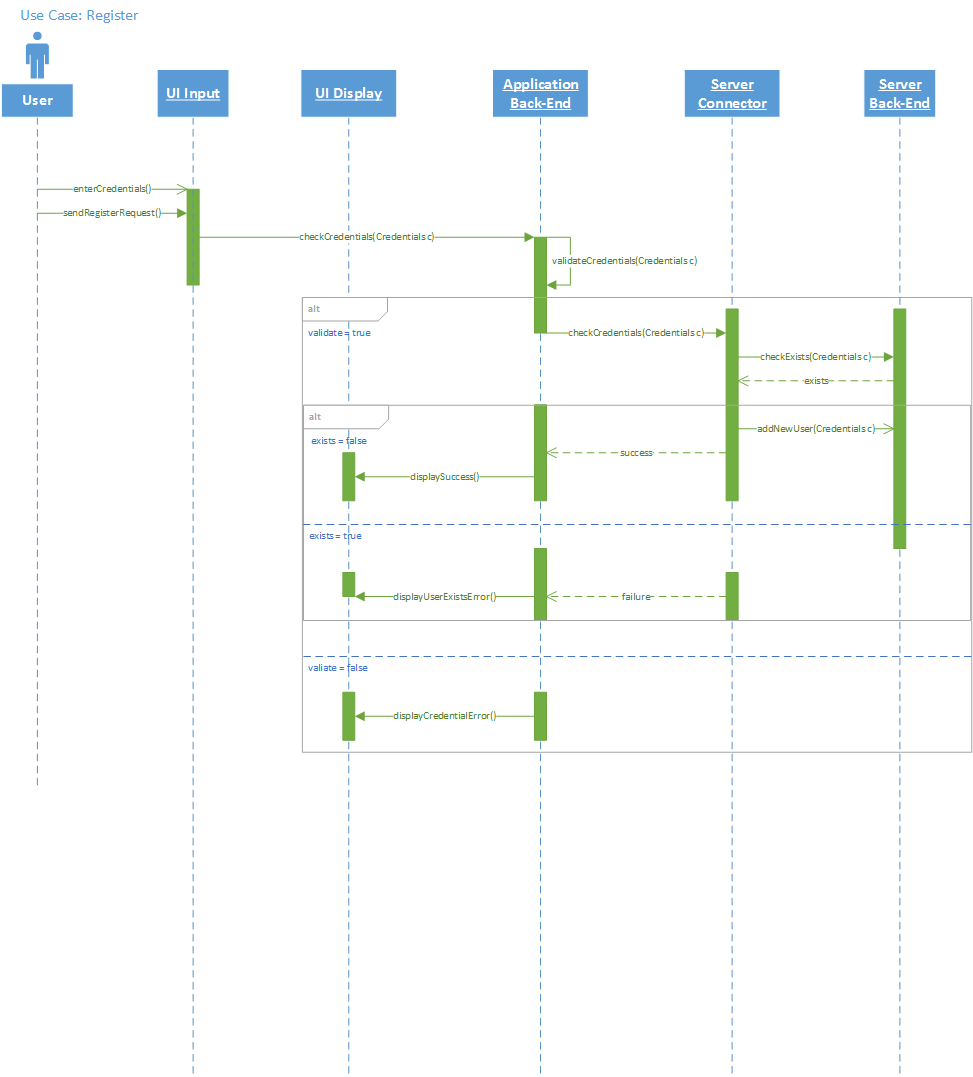 Use Case: Register
User
UI Input
UI Display
Application
Back-End
Server
Connector
Server
Back-End
enterCredentials()
sendRegisterRequest()
checkCredentials(Credentials c)
validateCredentials(Credentials c)
alt
validate = true
checkCredentials(Credentials c)
checkExists(Credentials c)
exists
alt
addNewUser(Credentials c)
exists = false
success
displaySuccess()
exists = true
displayUserExistsError()
failure
valiate = false
displayCredentialError()